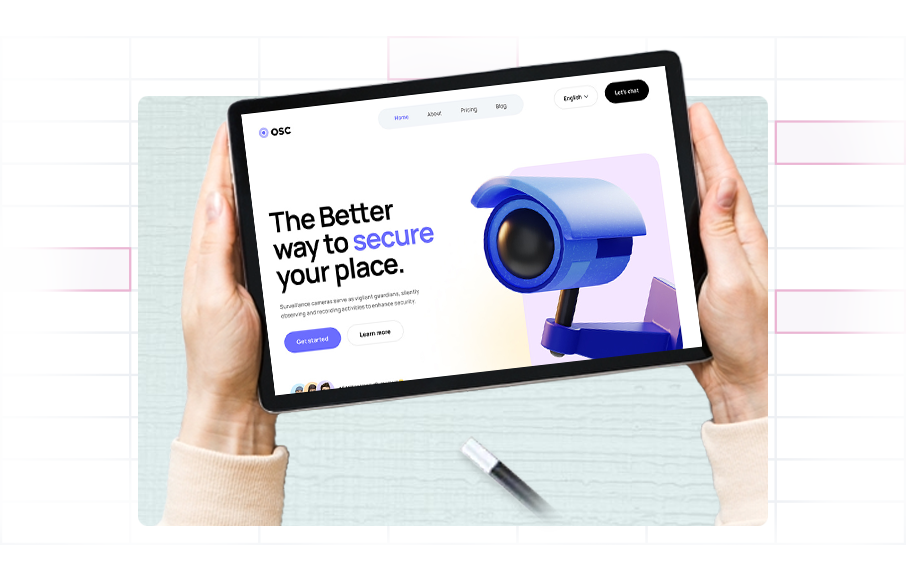 OSC
Home About Pricing Blog
English
Let's chat
The Better
way to secure
your place.
Surveillance cameras serve as vigilant guardians, silently
observing and recording activities to enhance security.
Get started
Learn more